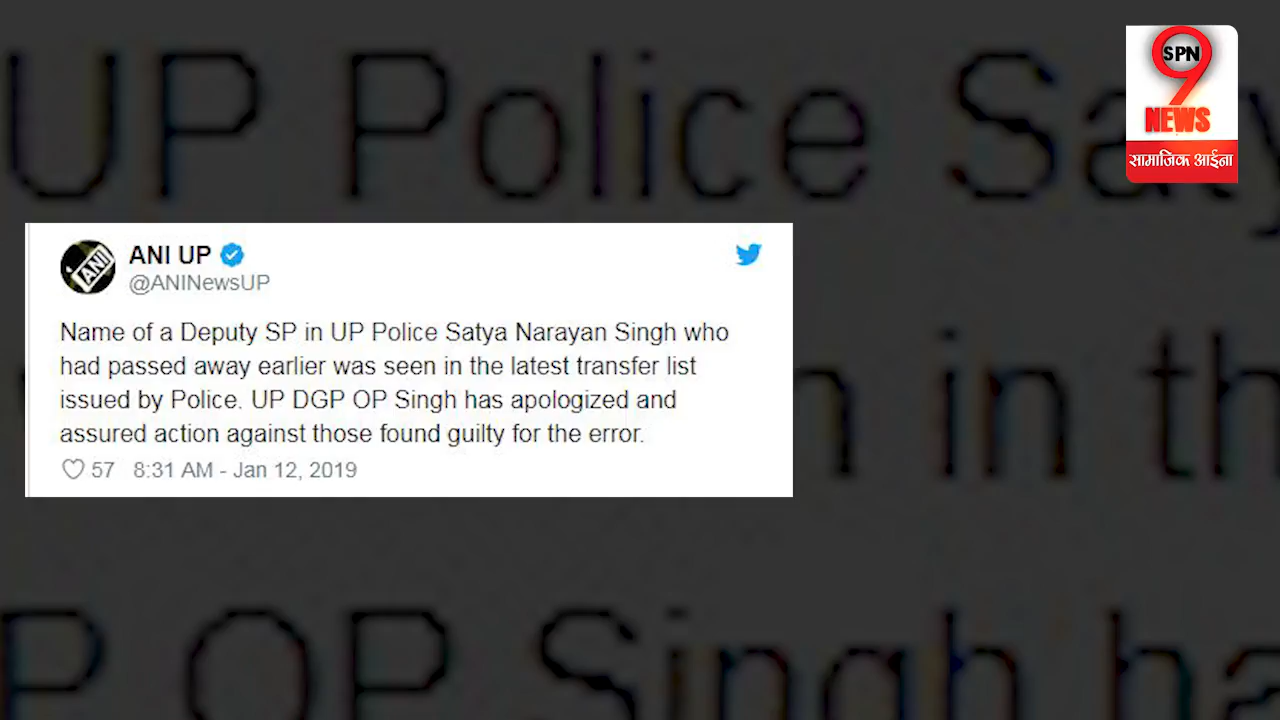 UP Police Saty
SPN
9
NEWS
सामाजिक आईना
ANI UP
@ANINewsUP
Name of a Deputy SP in UP Police Satya Narayan Singh who
had passed away earlier was seen in the latest transfer list
issued by Police. UP DGP OP Singh has apologized and
assured action against those found guilty for the error.
57 8:31 AM - Jan 12, 2019
n in th
P OP Singh ha